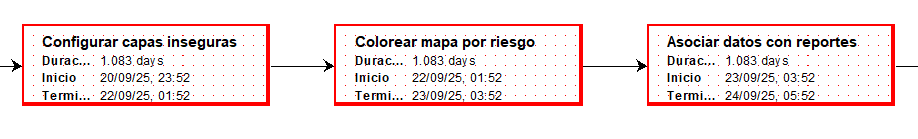 Configurar capas inseguras
Durac... 1.083 days
Inicio 20/09/25, 23:52
Termi... 22/09/25, 01:52
Colorear mapa por riesgo
Durac... 1.083 days
Inicio 22/09/25, 01:52
Termi... 23/09/25, 03:52
Asociar datos con reportes
Durac... 1.083 days
Inicio 23/09/25, 03:52
Termi... 24/09/25, 05:52